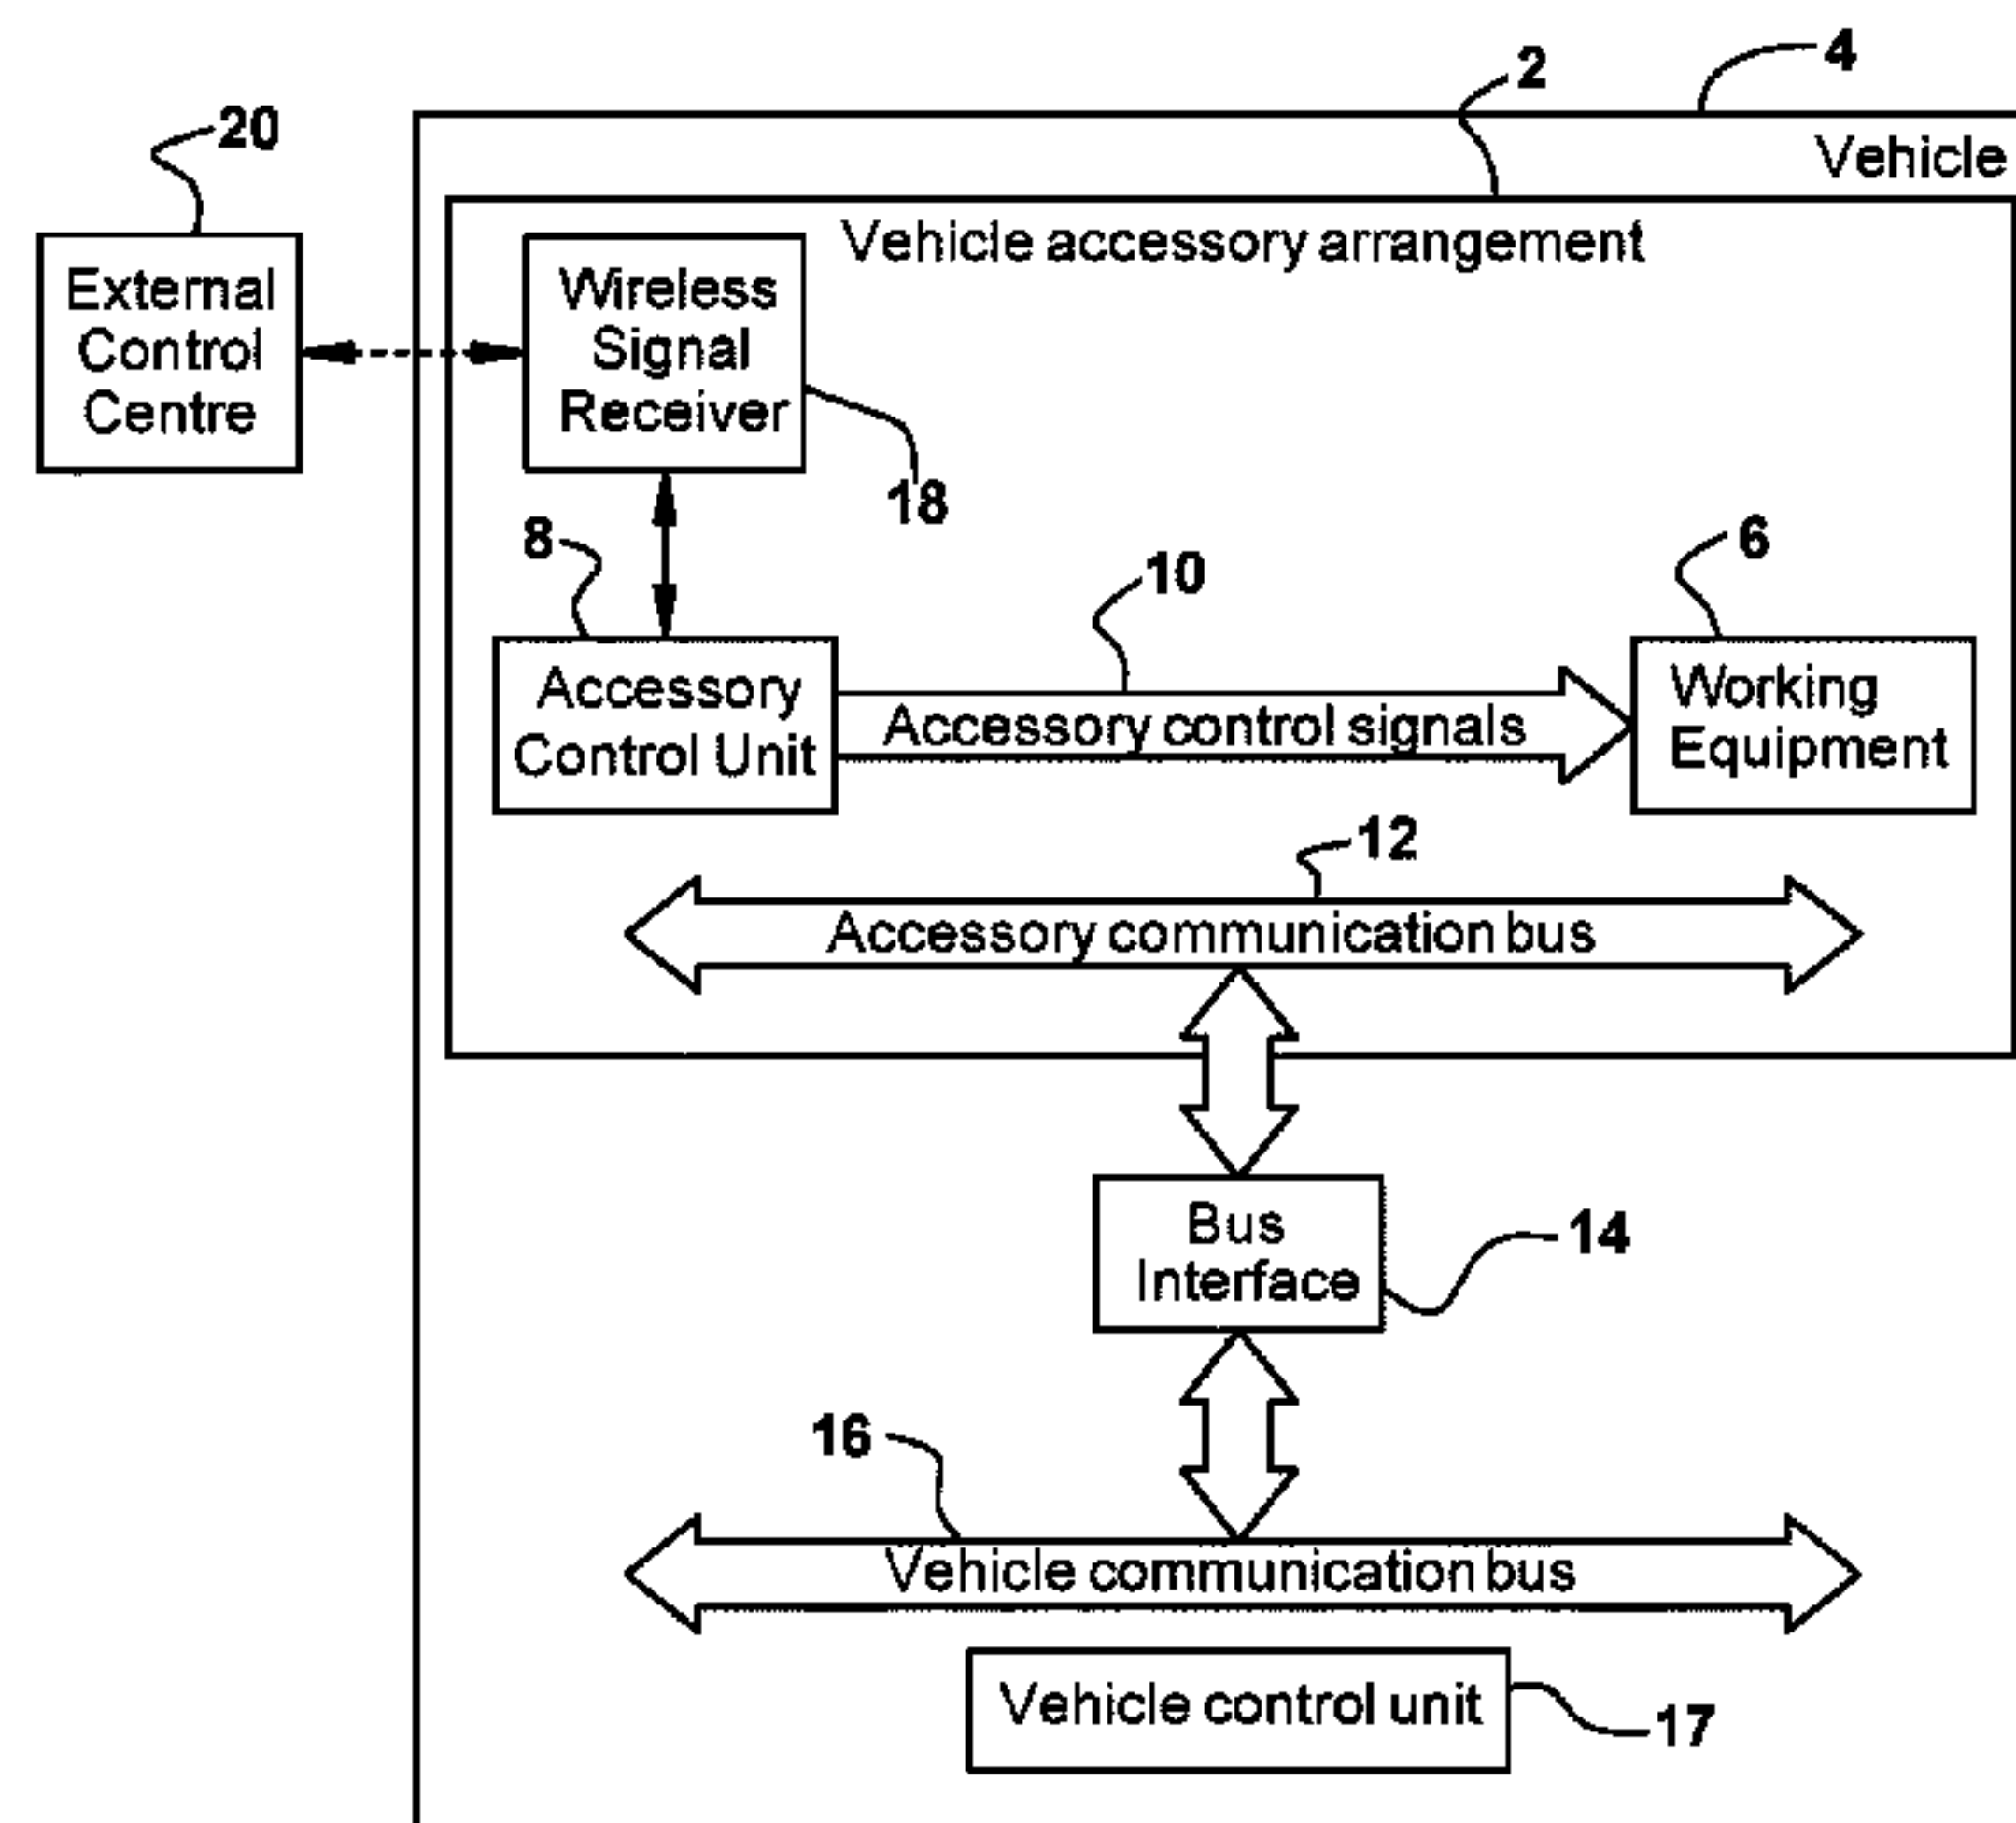 4
2
20
Vehicle
Vehicle accessory arrangement
External
Control
Centre
Wireless
Signal
Receiver
18
8
10
6
Accessory
Control Unit
Accessory control signals
Working
Equipment
12
Accessory communication bus
Bus
Interface
14
16
Vehicle communication bus
Vehicle control unit
17